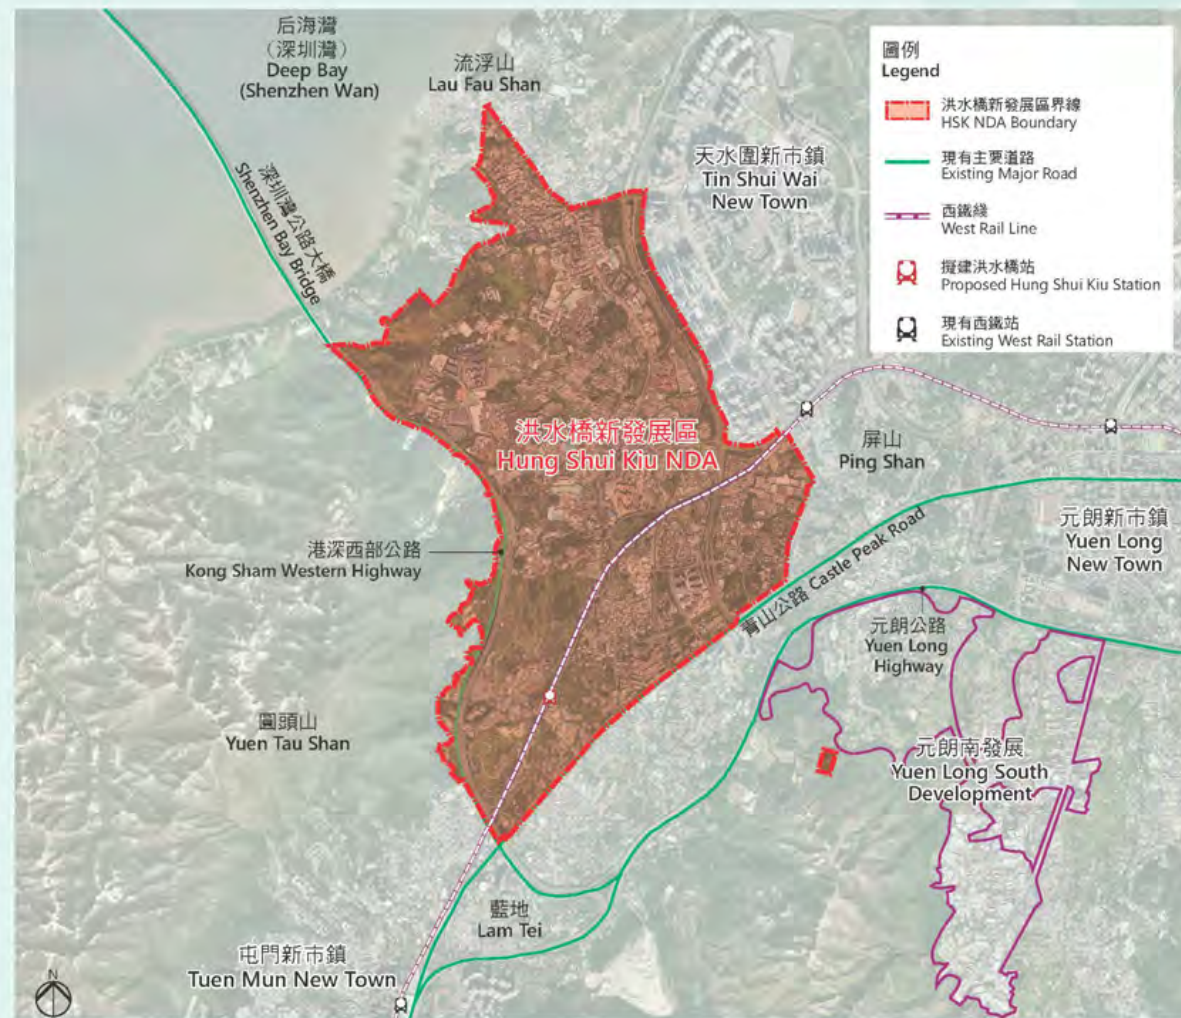 后海灣
（深圳灣）
Deep Bay
(Shenzhen Wan)
流浮山
Lau Fau Shan
天水圍新市鎮
Tin Shui Wai
New Town
圖例
Legend
洪水橋新發展區界線
HSK NDA Boundary
現有主要道路
Existing Major Road
西鐵綫
West Rail Line
擬建洪水橋站
Proposed Hung Shui Kiu Station
現有西鐵站
Existing West Rail Station
深圳灣公路大橋
Shenzhen Bay Bridge
洪水橋新發展區
Hung Shui Kiu NDA
屏山
Ping Shan
青山公路 Castle Peak Road
元朗新市鎮
Yuen Long
New Town
港深西部公路
Kong Sham Western Highway
元朗公路
Yuen Long
Highway
圓頭山
Yuen Tau Shan
元朗南發展
Yuen Long South
Development
藍地
Lam Tei
屯門新市鎮
Tuen Mun New Town
N